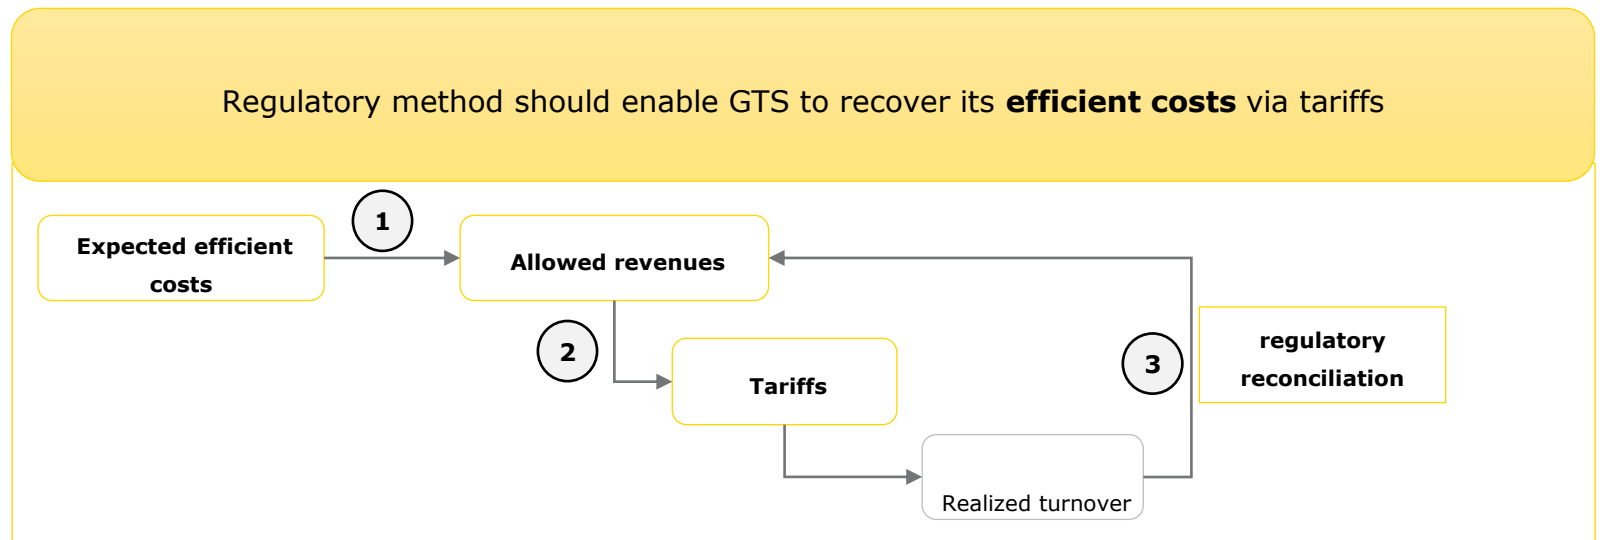 Regulatory method should enable GTS to recover its efficient costs via tariffs
1
Expected efficient
costs
Allowed revenues
2
Tariffs
3
regulatory
reconciliation
Realized turnover